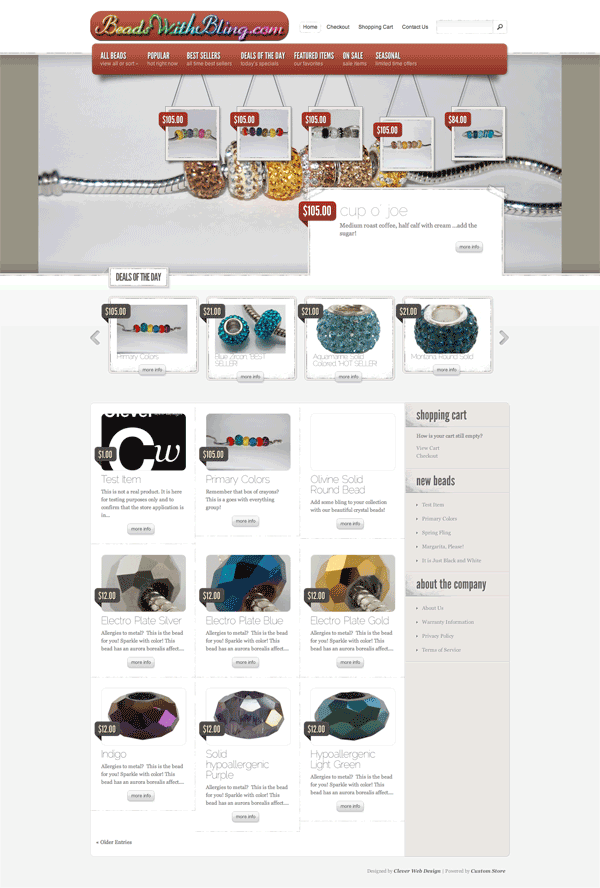 BeadsWithBling.com
Home Checkout Shopping Cart Contact Us
ALL BEADS POPULAR BEST SELLERS DEALS OF THE DAY FEATURED ITEMS ON SALE SEASONAL
view all or sort » hot right now all time best sellers today's specials our favorites sale items limited time offers
$105.00 $105.00 $105.00 $105.00 $84.00
$105.00 cup o' joe
Medium roast coffee, half calf with cream ...add the
sugar!
more info
DEALS OF THE DAY
$105.00 $21.00 $21.00 $21.00
Primary Colors Blue Zircon *BEST Aquamarine Solid Montana Round Solid
SELLER* Colored *HOT SELLER*
more info more info more info more info
Clever
CW
$1.00 $105.00
Test Item Primary Colors Olivine Solid
Round Bead
This is not a real product. It is here
for testing purposes only and to
confirm that the store application is
in...
more info
Remember that box of crayons?
This is a goes with everything
group!
more info
Add some bling to your collection
with our beautiful crystal beads!
more info
$12.00 $12.00 $12.00
Electro Plate Silver Electro Plate Blue Electro Plate Gold
Allergies to metal? This is the bead
for you! Sparkle with color! This
bead has an aurora borealis affect....
more info
Allergies to metal? This is the bead
for you! Sparkle with color! This
bead has an aurora borealis affect....
more info
Allergies to metal? This is the bead
for you! Sparkle with color! This
bead has an aurora borealis affect....
more info
$12.00 $12.00 $12.00
Indigo
Allergies to metal? This is the bead
for you! Sparkle with color! This
bead has an aurora borealis affect....
more info
Solid
hypoallergenic
Purple
Allergies to metal? This is the bead
for you! Sparkle with color! This
bead has an aurora borealis affect....
more info
Hypoallergenic
Light Green
Allergies to metal? This is the bead
for you! Sparkle with color! This
bead has an aurora borealis affect....
more info
« Older Entries
shopping cart
How is your cart still empty?
View Cart
Checkout
new beads
Test Item
Primary Colors
Spring Fling
Margarita, Please!
It is Just Black and White
about the company
About Us
Warranty Information
Privacy Policy
Terms of Service
Designed by Clever Web Design | Powered by Custom Store